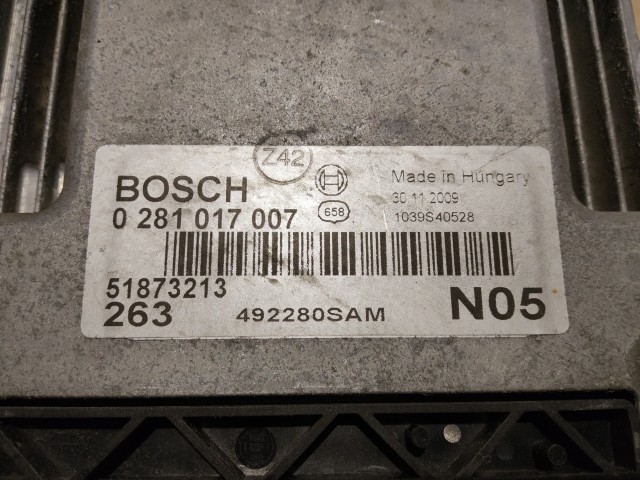 Z42
BOSCH
Made in Hungary
0 281 017 007
658
30.11.2009
1039S40528
51873213
263
492280SAM
N05